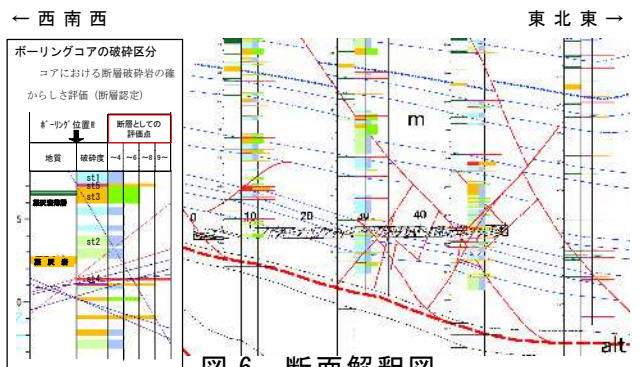 ← 西南西
東北東 →
ボーリングコアの破砕区分
コアにおける断層破砕岩の確
からしさ評価（断層認定）
ﾎﾞｰﾘﾝｸﾞ位置
断層としての
評価点
地質
破砕度
～4
～6
～8
9～
st1
st5
st3
5
st2
凝灰岩
0
m
0
10
20
40
alt
図 6 断面解釈図